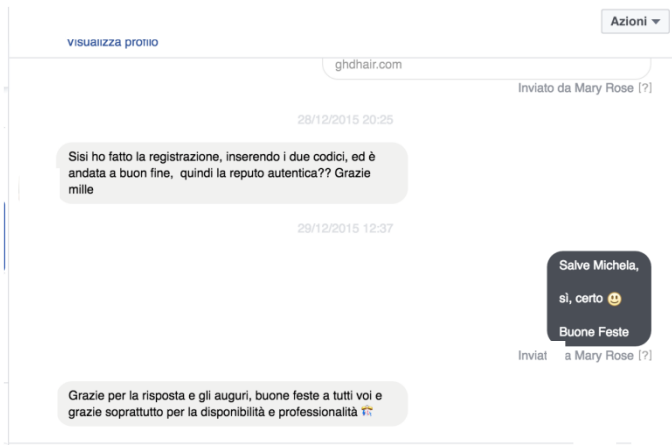 Azioni
Visualizza profilo
ghdhair.com
Inviato da Mary Rose [?]
28/12/2015 20:25
Sisi ho fatto la registrazione, inserendo i due codici, ed è
andata a buon fine,  quindi la reputo autentica?? Grazie
mille
29/12/2015 12:37
Salve Michela,
sì, certo 😃
Buone Feste
Inviat a Mary Rose [?]
Grazie per la risposta e gli auguri, buone feste a tutti voi e
grazie soprattutto per la disponibilità e professionalità